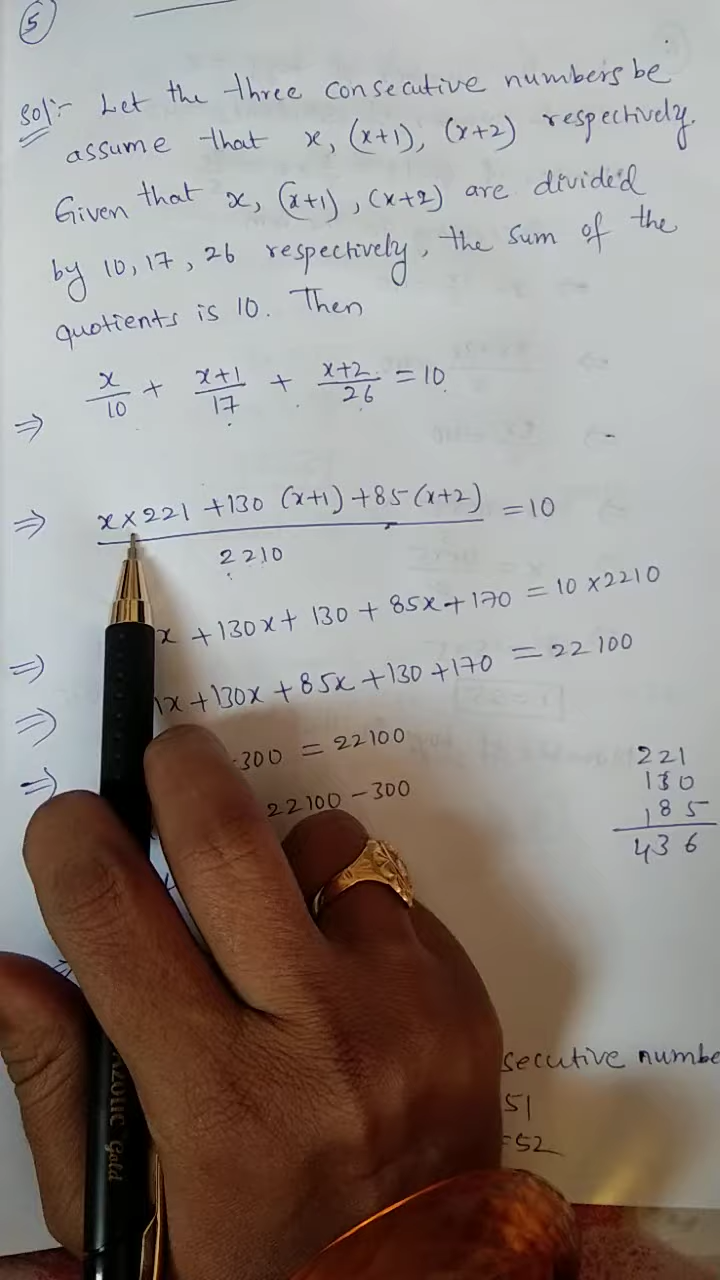 5
Sol:- Let the three consecutive numbers be
assume that x, (x+1), (x+2) respectively.
Given that x, (x+1), (x+2) are divided
by 10, 17, 26 respectively, the sum of the
quotients is 10. Then
⇒ x/10 + (x+1)/17 + (x+2)/26 = 10
⇒ (x×221 +130 (x+1) +85(x+2))/2210 = 10
⇒ x +130x+ 130 + 85x+170 = 10×2210
⇒ 1x+130x +85x +130 +170 = 22100
⇒ 300 = 22100
22100 -300
221
130
185
436
secutive numbe
51
=52
Gold